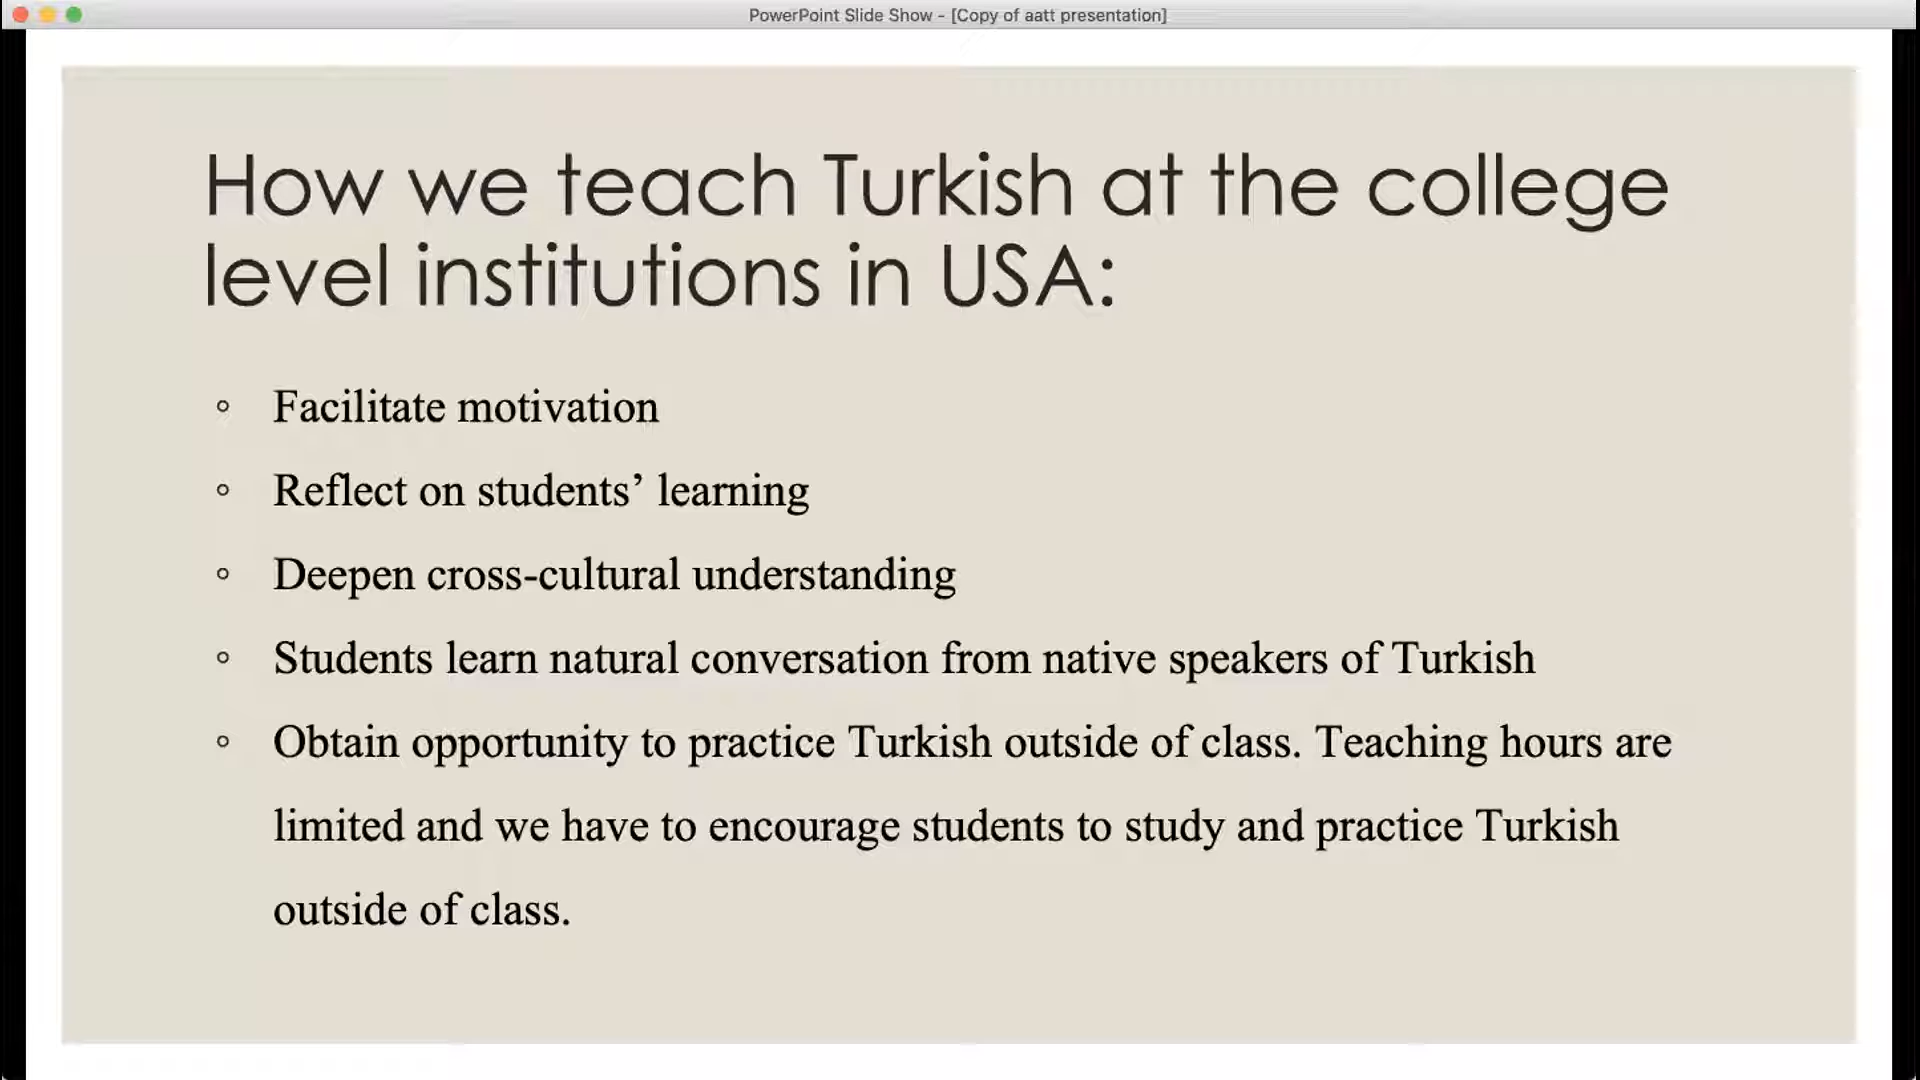 PowerPoint Slide Show - [Copy of aatt presentation]
How we teach Turkish at the college
level institutions in USA:
◦ Facilitate motivation
◦ Reflect on students’ learning
◦ Deepen cross-cultural understanding
◦ Students learn natural conversation from native speakers of Turkish
◦ Obtain opportunity to practice Turkish outside of class. Teaching hours are
limited and we have to encourage students to study and practice Turkish
outside of class.